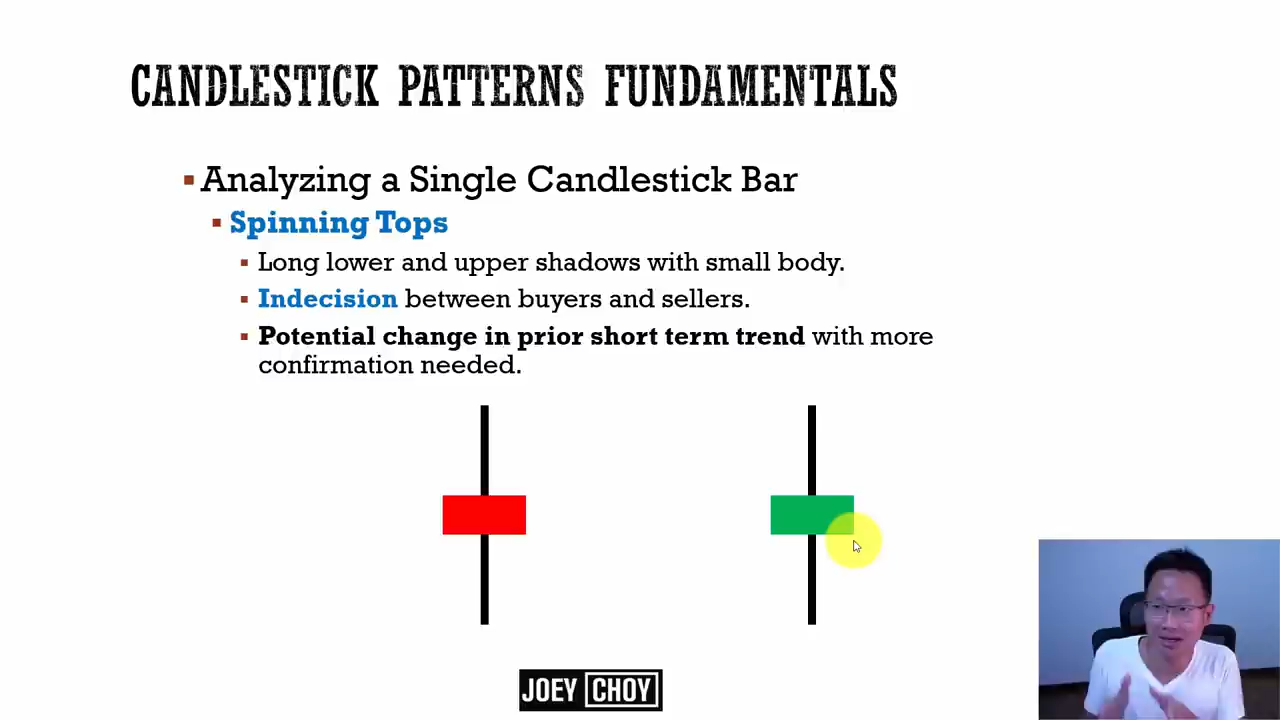 CANDLESTICK PATTERNS FUNDAMENTALS
Analyzing a Single Candlestick Bar
Spinning Tops
Long lower and upper shadows with small body.
Indecision between buyers and sellers.
Potential change in prior short term trend with more
confirmation needed.
JOEY CHOY